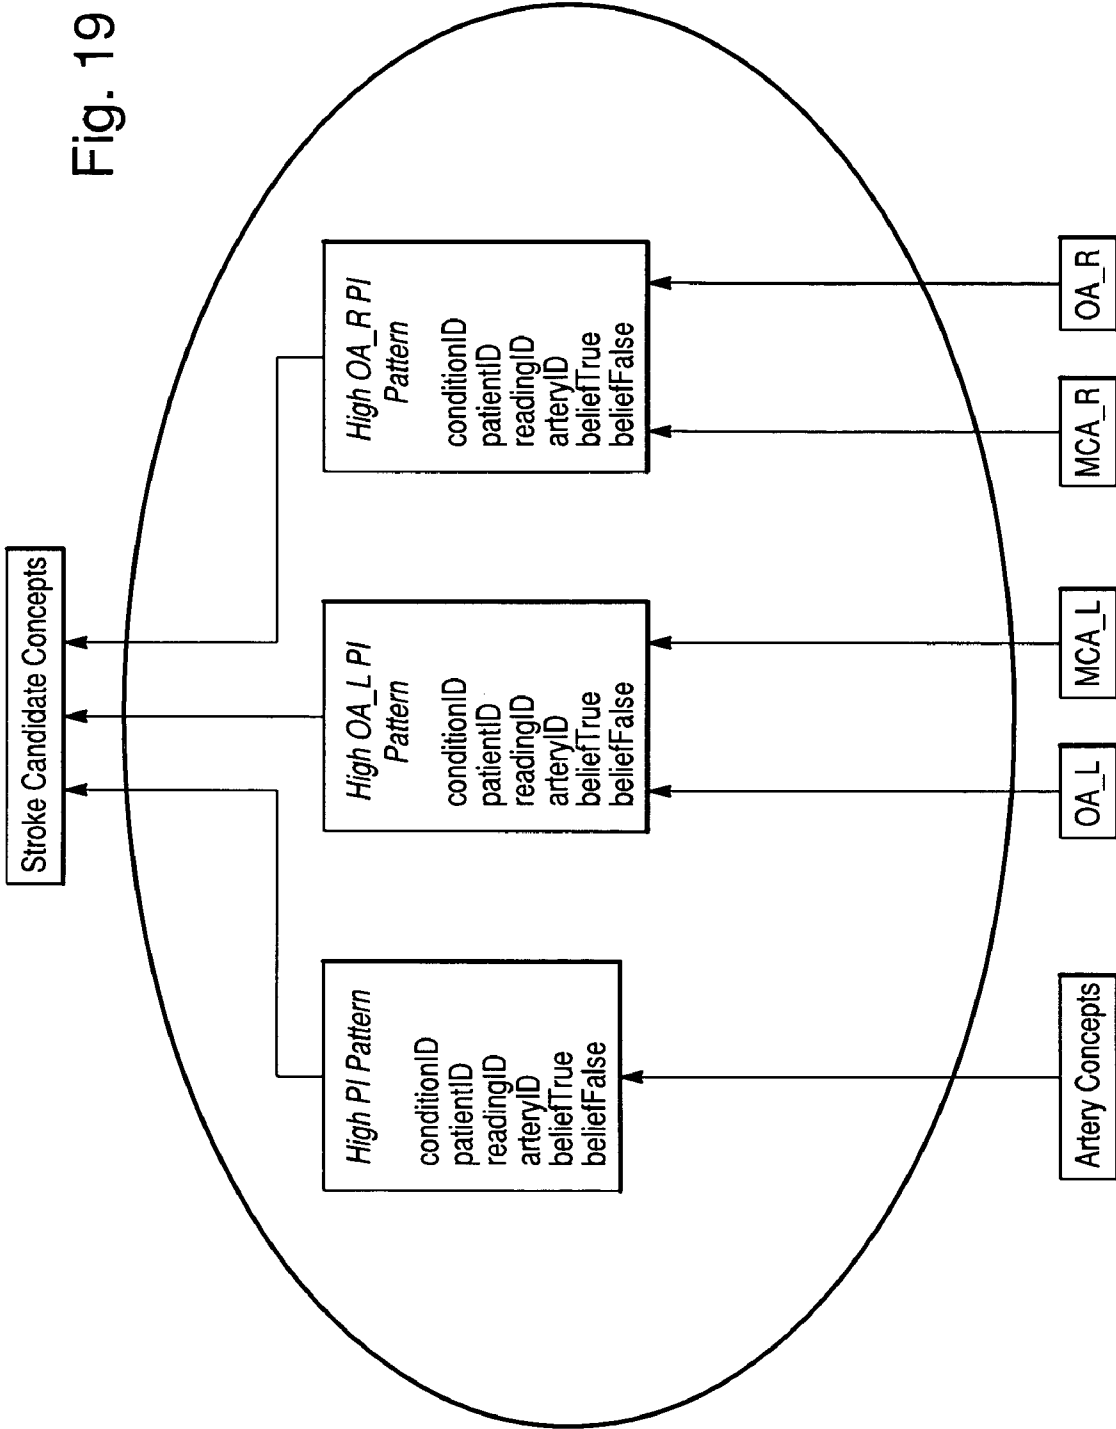 Fig. 19
Stroke Candidate Concepts
High PI Pattern
conditionID
patientID
readingID
arteryID
beliefTrue
beliefFalse
High OA_L PI
Pattern
conditionID
patientID
readingID
arteryID
beliefTrue
beliefFalse
High OA_R PI
Pattern
conditionID
patientID
readingID
arteryID
beliefTrue
beliefFalse
Artery Concepts
OA_L
MCA_L
MCA_R
OA_R